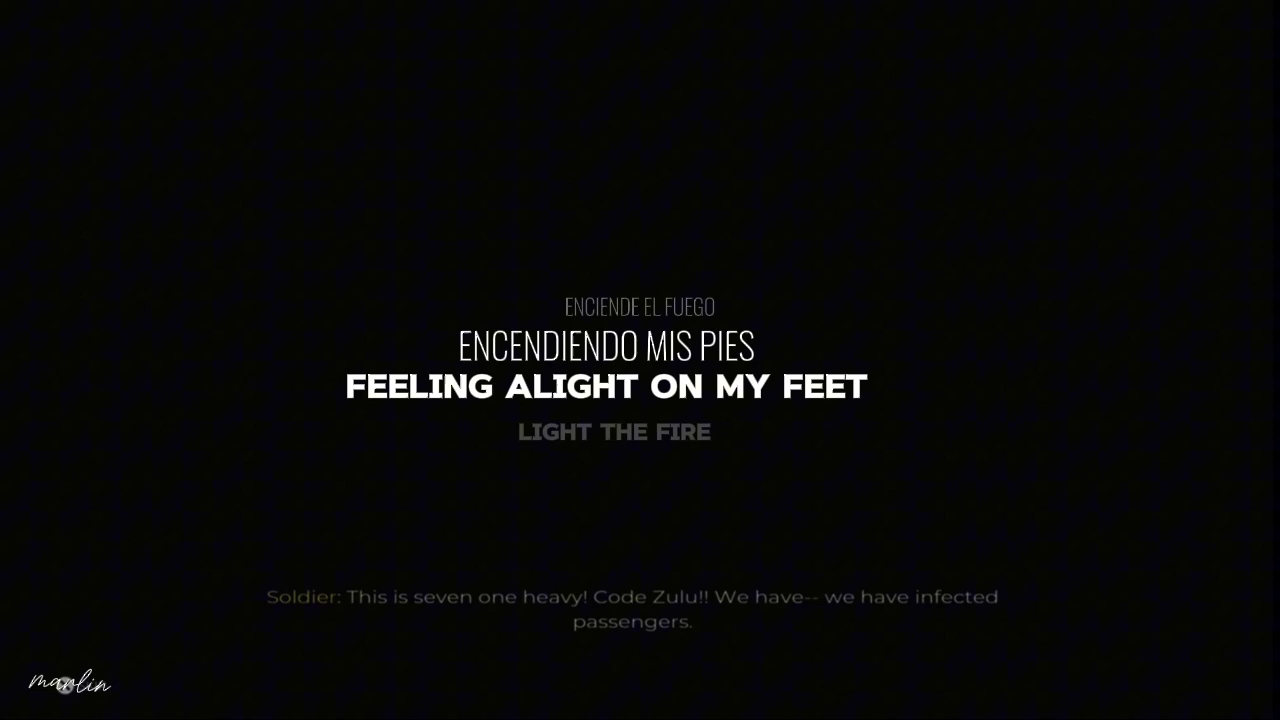 ENCIENDE EL FUEGO
ENCENDIENDO MIS PIES
FEELING ALIGHT ON MY FEET
LIGHT THE FIRE
Soldier: This is seven one heavy! Code Zulu!! We have-- we have infected
passengers.
marlin